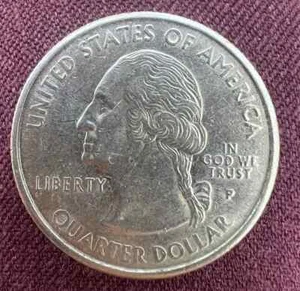 UNITED STATES OF AMERICA
IN
GOD WE
TRUST
LIBERTY
P
QUARTER DOLLAR